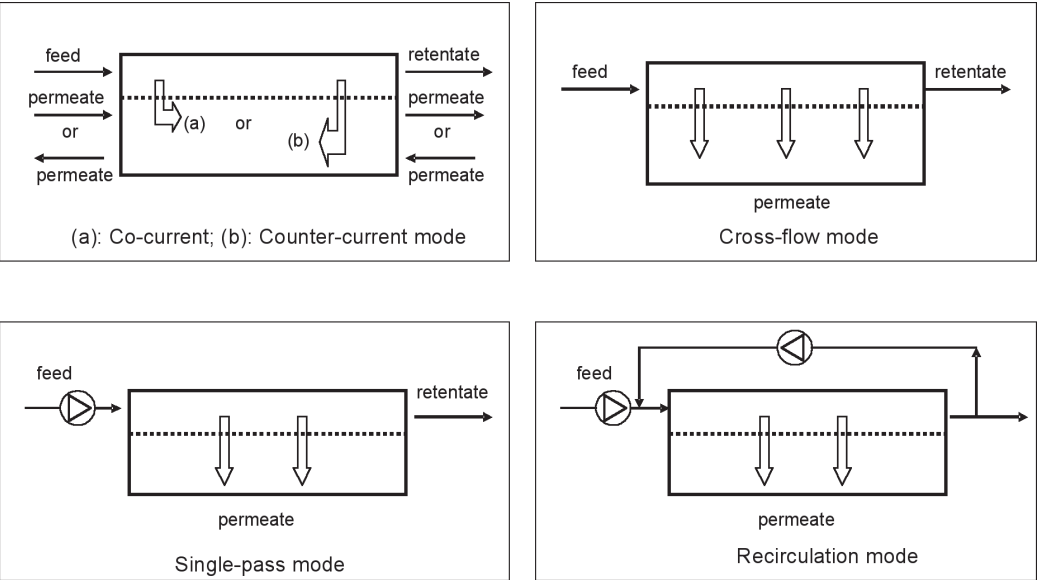 feed
retentate
permeate
permeate
or
(a)
or
(b)
or
permeate
permeate
(a): Co-current; (b): Counter-current mode
feed
retentate
permeate
Cross-flow mode
feed
retentate
permeate
Single-pass mode
feed
permeate
Recirculation mode